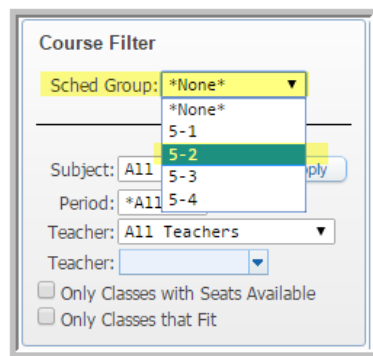 Course Filter
Sched Group: *None*
*None*
5-1
5-2
5-3
5-4
Subject: All
Period: *All
Teacher: All Teachers
Teacher:
Only Classes with Seats Available
Only Classes that Fit